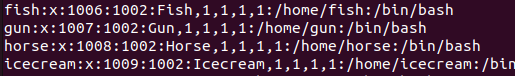 fish:x:1006:1002:Fish,1,1,1,1:/home/fish:/bin/bash
gun:x:1007:1002:Gun,1,1,1,1:/home/gun:/bin/bash
horse:x:1008:1002:Horse,1,1,1,1:/home/horse:/bin/bash
icecream:x:1009:1002:Icecream,1,1,1,1:/home/icecream:/bin